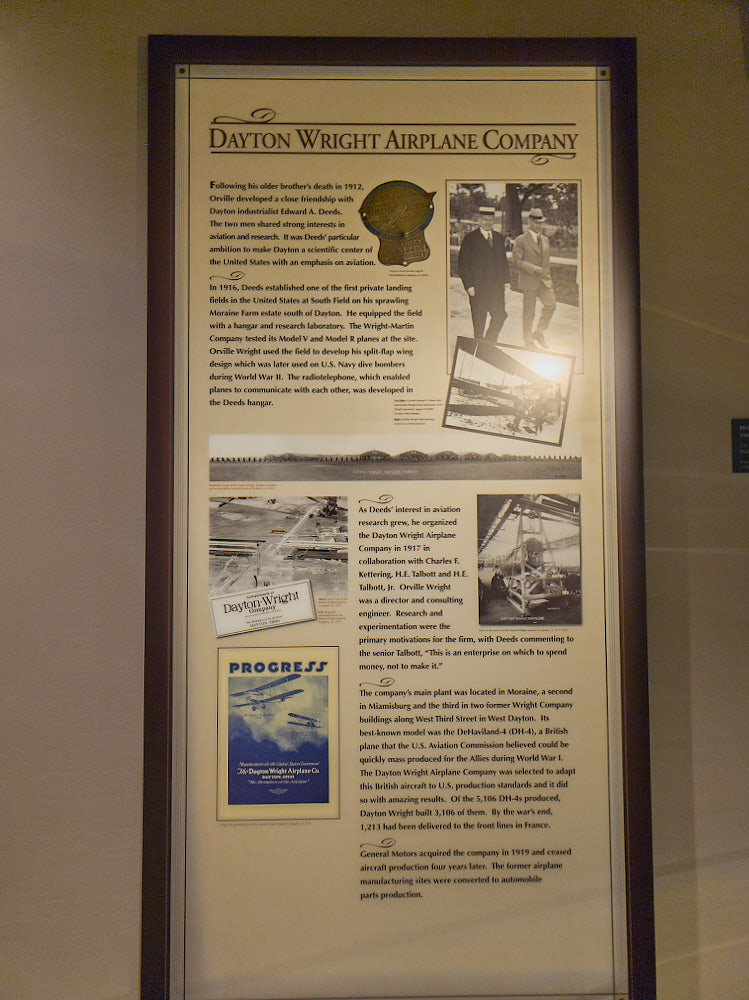 DAYTON WRIGHT AIRPLANE COMPANY
Following his older brother's death in 1912,
Orville developed a close friendship with
Dayton industrialist Edward A. Deeds.
The two men shared strong interests in
aviation and research. It was Deeds' particular
ambition to make Dayton a scientific center of
the United States with an emphasis on aviation.
In 1916, Deeds established one of the first private landing
fields in the United States at South Field on his sprawling
Moraine Farm estate south of Dayton. He equipped the field
with a hangar and research laboratory. The Wright-Martin
Company tested its Model V and Model R planes at the site.
Orville Wright used the field to develop his split-flap wing
design which was later used on U.S. Navy dive bombers
during World War II. The radiotelephone, which enabled
planes to communicate with each other, was developed in
the Deeds hangar.
As Deeds' interest in aviation
research grew, he organized
the Dayton Wright Airplane
Company in 1917 in
collaboration with Charles F.
Kettering, H.E. Talbott and H.E.
Talbott, Jr. Orville Wright
was a director and consulting
engineer. Research and
experimentation were the
primary motivations for the firm, with Deeds commenting to
the senior Talbott, "This is an enterprise on which to spend
money, not to make it."
Dayton-Wright
Company
DAYTON, OHIO
PROGRESS
The Dayton Wright Airplane Co.
DAYTON, OHIO
"The Birthplace of the Airplane"
The company's main plant was located in Moraine, a second
in Miamisburg and the third in two former Wright Company
buildings along West Third Street in West Dayton. Its
best-known model was the DeHaviland-4 (DH-4), a British
plane that the U.S. Aviation Commission believed could be
quickly mass produced for the Allies during World War I.
The Dayton Wright Airplane Company was selected to adapt
this British aircraft to U.S. production standards and it did
so with amazing results. Of the 5,106 DH-4s produced,
Dayton Wright built 3,106 of them. By the war's end,
1,213 had been delivered to the front lines in France.
General Motors acquired the company in 1919 and ceased
aircraft production four years later. The former airplane
manufacturing sites were converted to automobile
parts production.